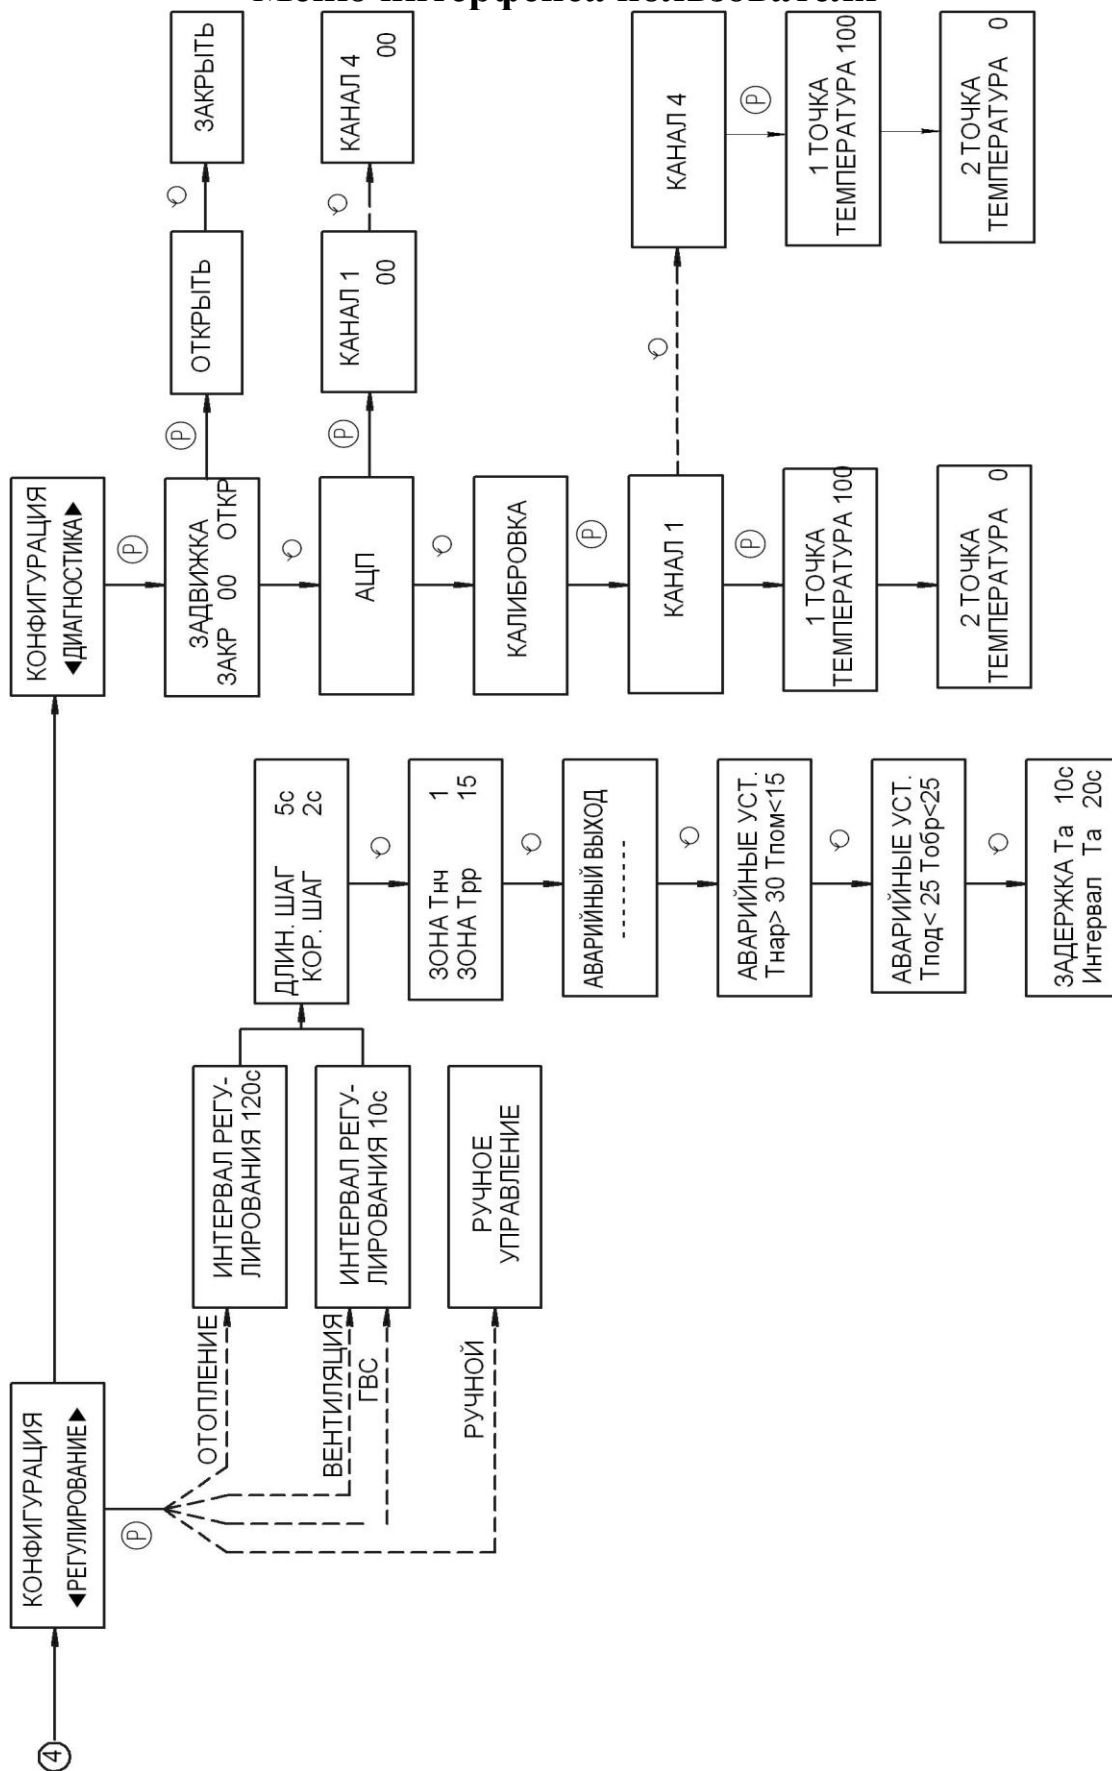 Меню интерфейса пользователя
4
КОНФИГУРАЦИЯ
◄РЕГУЛИРОВАНИЕ►
P
ОТОПЛЕНИЕ
ВЕНТИЛЯЦИЯ
ГВС
РУЧНОЙ
ИНТЕРВАЛ РЕГУ-
ЛИРОВАНИЯ 120с
ИНТЕРВАЛ РЕГУ-
ЛИРОВАНИЯ 10с
РУЧНОЕ
УПРАВЛЕНИЕ
ДЛИН. ШАГ 5с
КОР. ШАГ 2с
ЗОНА Тнч 1
ЗОНА Трр 15
АВАРИЙНЫЙ ВЫХОД
----------
АВАРИЙНЫЕ УСТ.
Тнар> 30 Тпом<15
АВАРИЙНЫЕ УСТ.
Тпод< 25 Тобр<25
ЗАДЕРЖКА Та 10с
Интервал Та 20с
КОНФИГУРАЦИЯ
◄ДИАГНОСТИКА►
P
ЗАДВИЖКА
ЗАКР 00 ОТКР
P
ОТКРЫТЬ
ЗАКРЫТЬ
АЦП
P
КАНАЛ 1
00
КАНАЛ 4
00
КАЛИБРОВКА
P
КАНАЛ 1
P
1 ТОЧКА
ТЕМПЕРАТУРА 100
2 ТОЧКА
ТЕМПЕРАТУРА 0
КАНАЛ 4
P
1 ТОЧКА
ТЕМПЕРАТУРА 100
2 ТОЧКА
ТЕМПЕРАТУРА 0